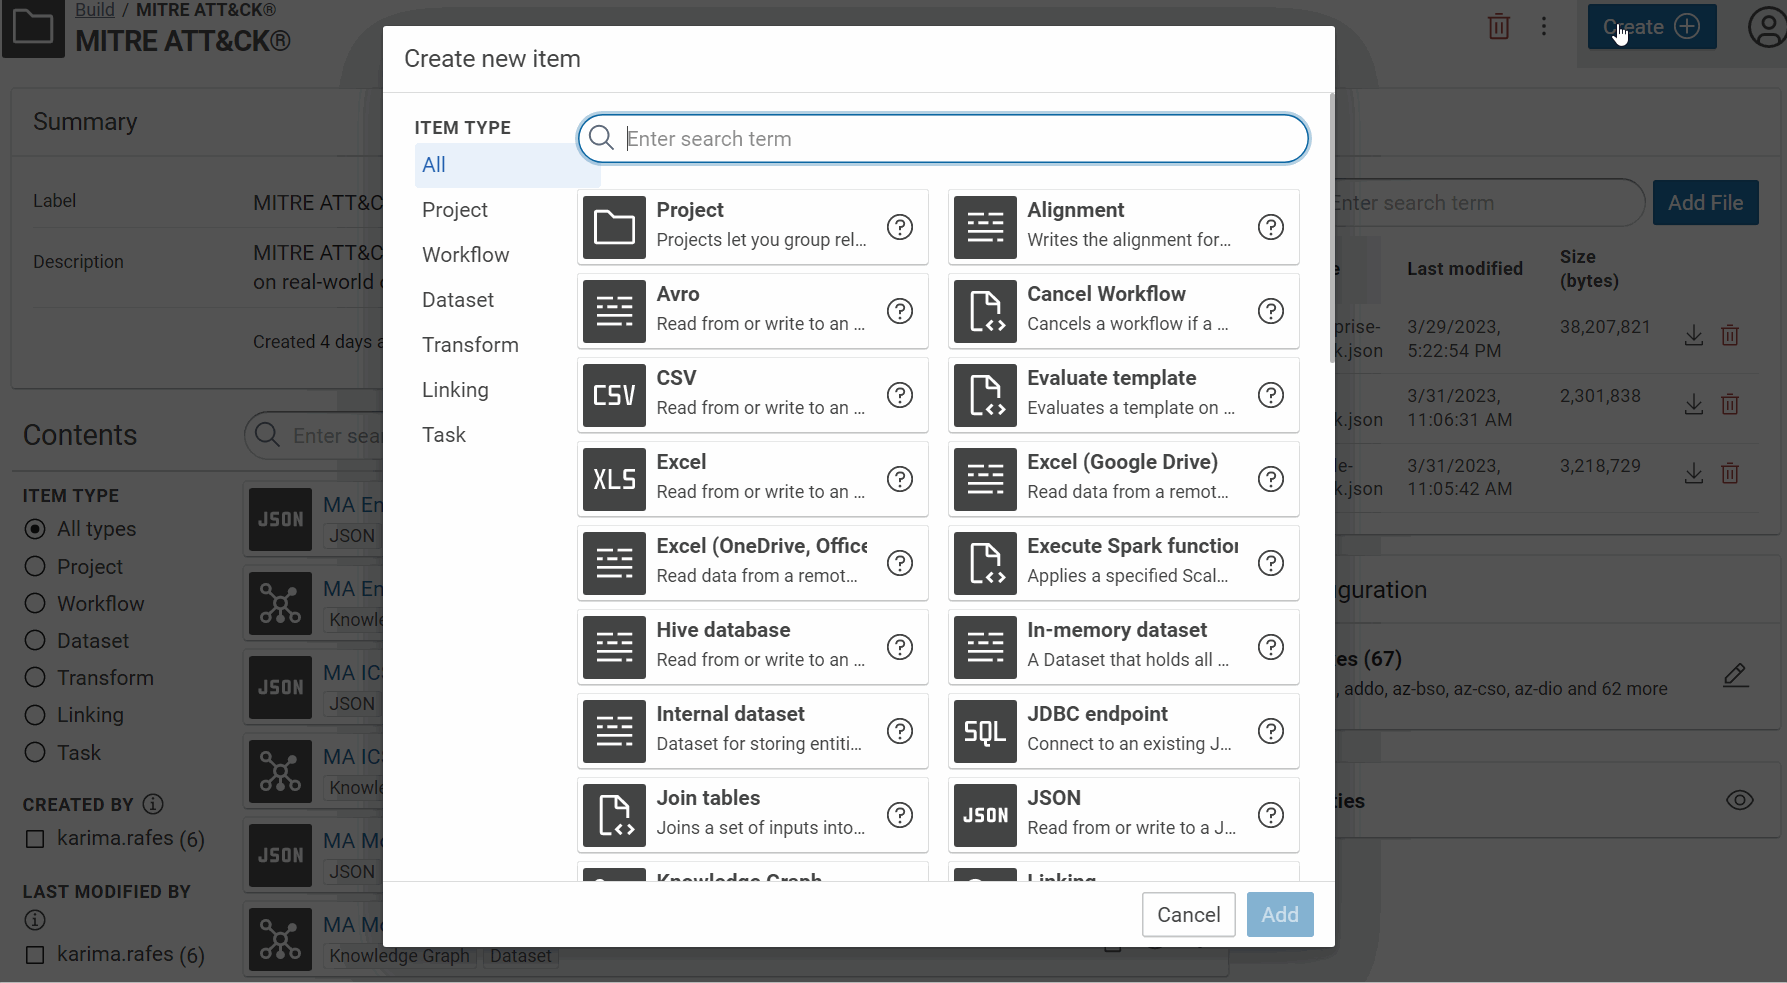 Build / MITRE ATT&CK®
MITRE ATT&CK®
Create
Summary
Label
MITRE ATT&C
Description
MITRE ATT&C
on real-world
Created 4 days a
Contents
Enter sear
ITEM TYPE
All types
Project
Workflow
Dataset
Transform
Linking
Task
CREATED BY
karima.rafes (6)
LAST MODIFIED BY
karima.rafes (6)
JSON
MA En
JSON
MA En
Knowle
JSON
MA IC
JSON
MA IC
Knowle
JSON
MA Mo
JSON
MA Mo
Knowledge Graph Dataset
Create new item
ITEM TYPE
All
Project
Workflow
Dataset
Transform
Linking
Task
Enter search term
Project
Projects let you group rel...
Alignment
Writes the alignment for...
Avro
Read from or write to an ...
Cancel Workflow
Cancels a workflow if a ...
CSV
CSV
Read from or write to an ...
Evaluate template
Evaluates a template on ...
XLS
Excel
Read from or write to an ...
Excel (Google Drive)
Read data from a remot...
Excel (OneDrive, Office
Read data from a remot...
Execute Spark function
Applies a specified Scal...
Hive database
Read from or write to an ...
In-memory dataset
A Dataset that holds all ...
Internal dataset
Dataset for storing entiti...
SQL
JDBC endpoint
Connect to an existing J...
Join tables
Joins a set of inputs into...
JSON
JSON
Read from or write to a J...
Knowledge Graph
Linking
Cancel
Add
Enter search term
Add File
e
Last modified
Size
(bytes)
prise-
k.json
3/29/2023,
5:22:54 PM
38,207,821
k.json
3/31/2023,
11:06:31 AM
2,301,838
le-
k.json
3/31/2023,
11:05:42 AM
3,218,729
guration
es (67)
, addo, az-bso, az-cso, az-dio and 62 more
ties